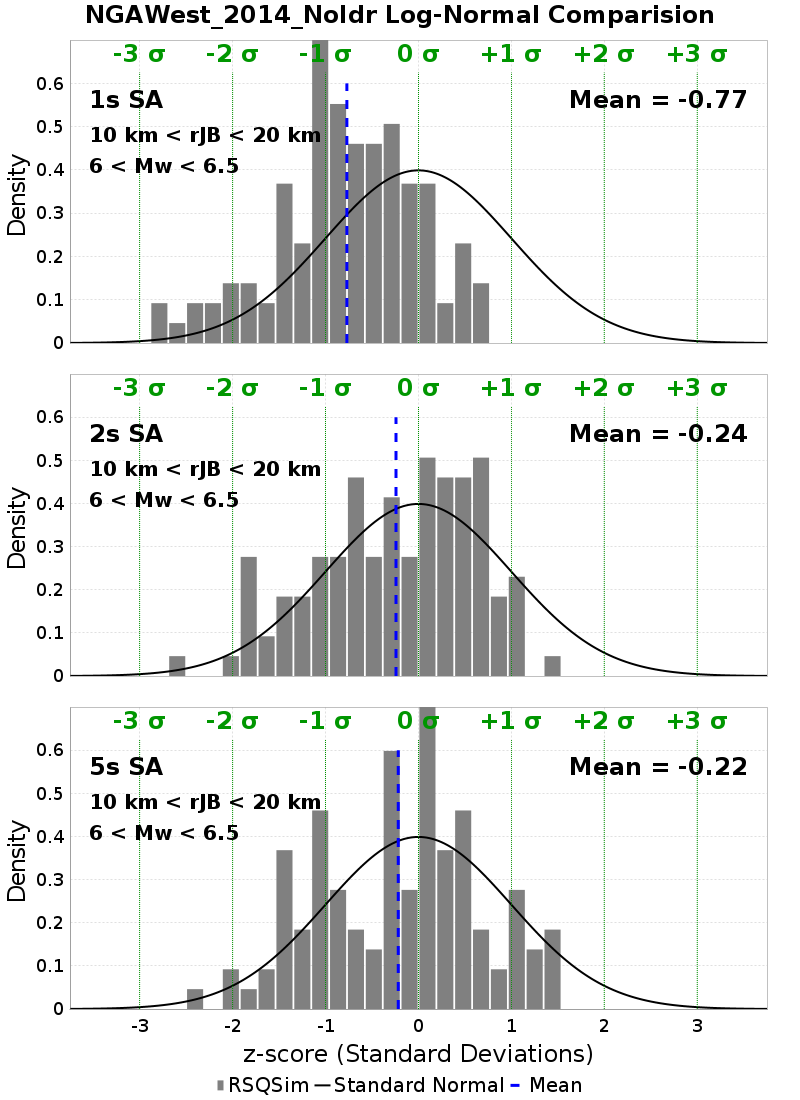 NGAWest_2014_NoIdr Log-Normal Comparision
-3 σ -2 σ -1 σ 0 σ +1 σ +2 σ +3 σ
1s SA Mean = -0.77
10 km < rJB < 20 km
6 < Mw < 6.5
Density
0.6
0.5
0.4
0.3
0.2
0.1
0
-3 σ -2 σ -1 σ 0 σ +1 σ +2 σ +3 σ
2s SA Mean = -0.24
10 km < rJB < 20 km
6 < Mw < 6.5
Density
0.6
0.5
0.4
0.3
0.2
0.1
0
-3 σ -2 σ -1 σ 0 σ +1 σ +2 σ +3 σ
5s SA Mean = -0.22
10 km < rJB < 20 km
6 < Mw < 6.5
Density
0.6
0.5
0.4
0.3
0.2
0.1
0
-3 -2 -1 0 1 2 3
z-score (Standard Deviations)
RSQSim Standard Normal Mean